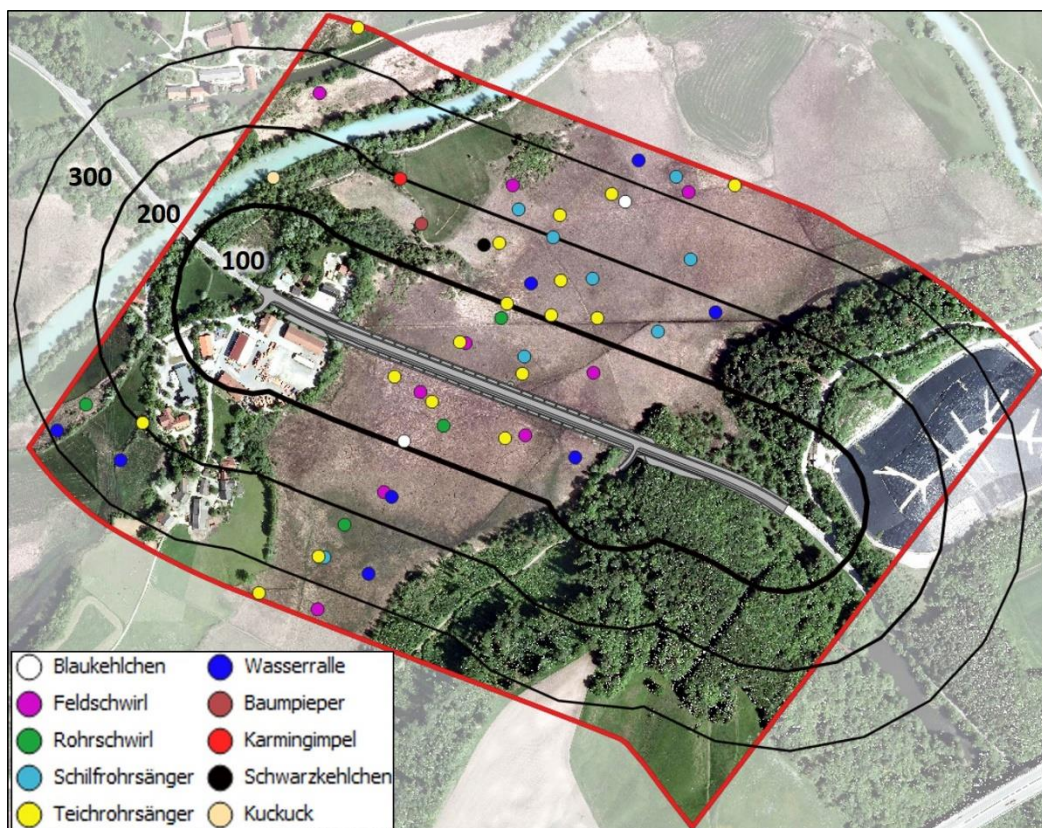 300
200
100
Blaukehlchen Wasserralle
Feldschwirl Baumpieper
Rohrschwirl Karmingimpel
Schilfrohrsänger Schwarzkehlchen
Teichrohrsänger Kuckuck